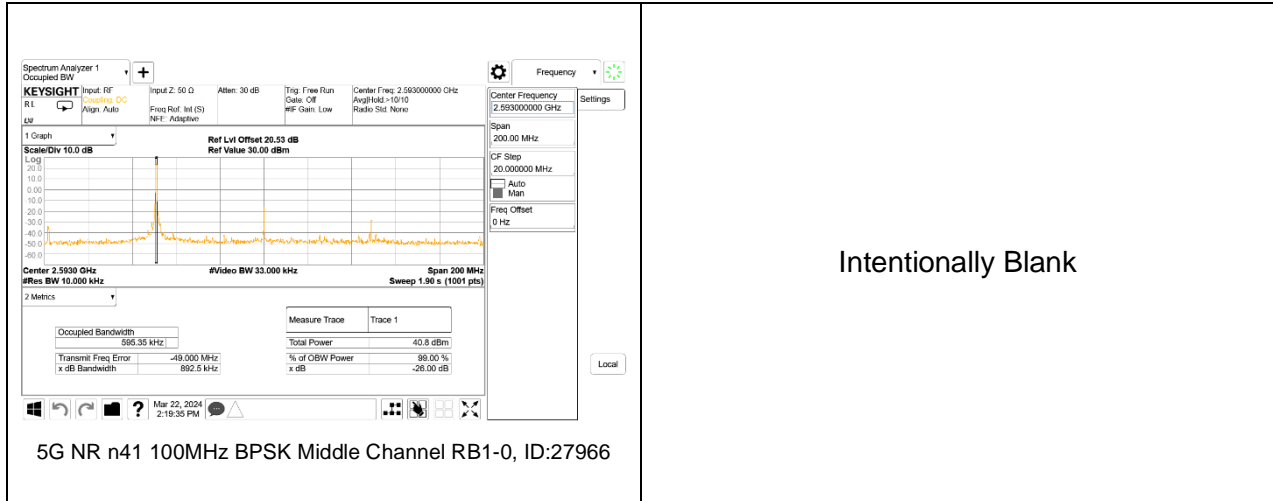 Spectrum Analyzer 1
Occupied BW
Frequency
KEYSIGHT
Input: RF
Coupling: DC
Align: Auto
Input Z: 50 Ω
Freq Ref: Int (S)
NFE: Adaptive
Atten: 30 dB
Trig: Free Run
Gate: Off
#IF Gain: Low
Center Freq: 2.593000000 GHz
Avg|Hold:>10/10
Radio Std: None
Center Frequency
2.593000000 GHz
Settings
Span
200.00 MHz
CF Step
20.000000 MHz
Auto
Man
Freq Offset
0 Hz
1 Graph
Scale/Div 10.0 dB
Ref Lvl Offset 20.53 dB
Ref Value 30.00 dBm
Log
20.0
10.0
0.00
-10.0
-20.0
-30.0
-40.0
-50.0
-60.0
Center 2.5930 GHz
#Video BW 33.000 kHz
Span 200 MHz
#Res BW 10.000 kHz
Sweep 1.90 s (1001 pts)
2 Metrics
Measure Trace
Trace 1
Occupied Bandwidth
595.35 kHz
Total Power
40.8 dBm
Transmit Freq Error
-49.000 MHz
% of OBW Power
99.00 %
x dB Bandwidth
892.5 kHz
x dB
-26.00 dB
Local
Mar 22, 2024
2:19:35 PM
5G NR n41 100MHz BPSK Middle Channel RB1-0, ID:27966
Intentionally Blank